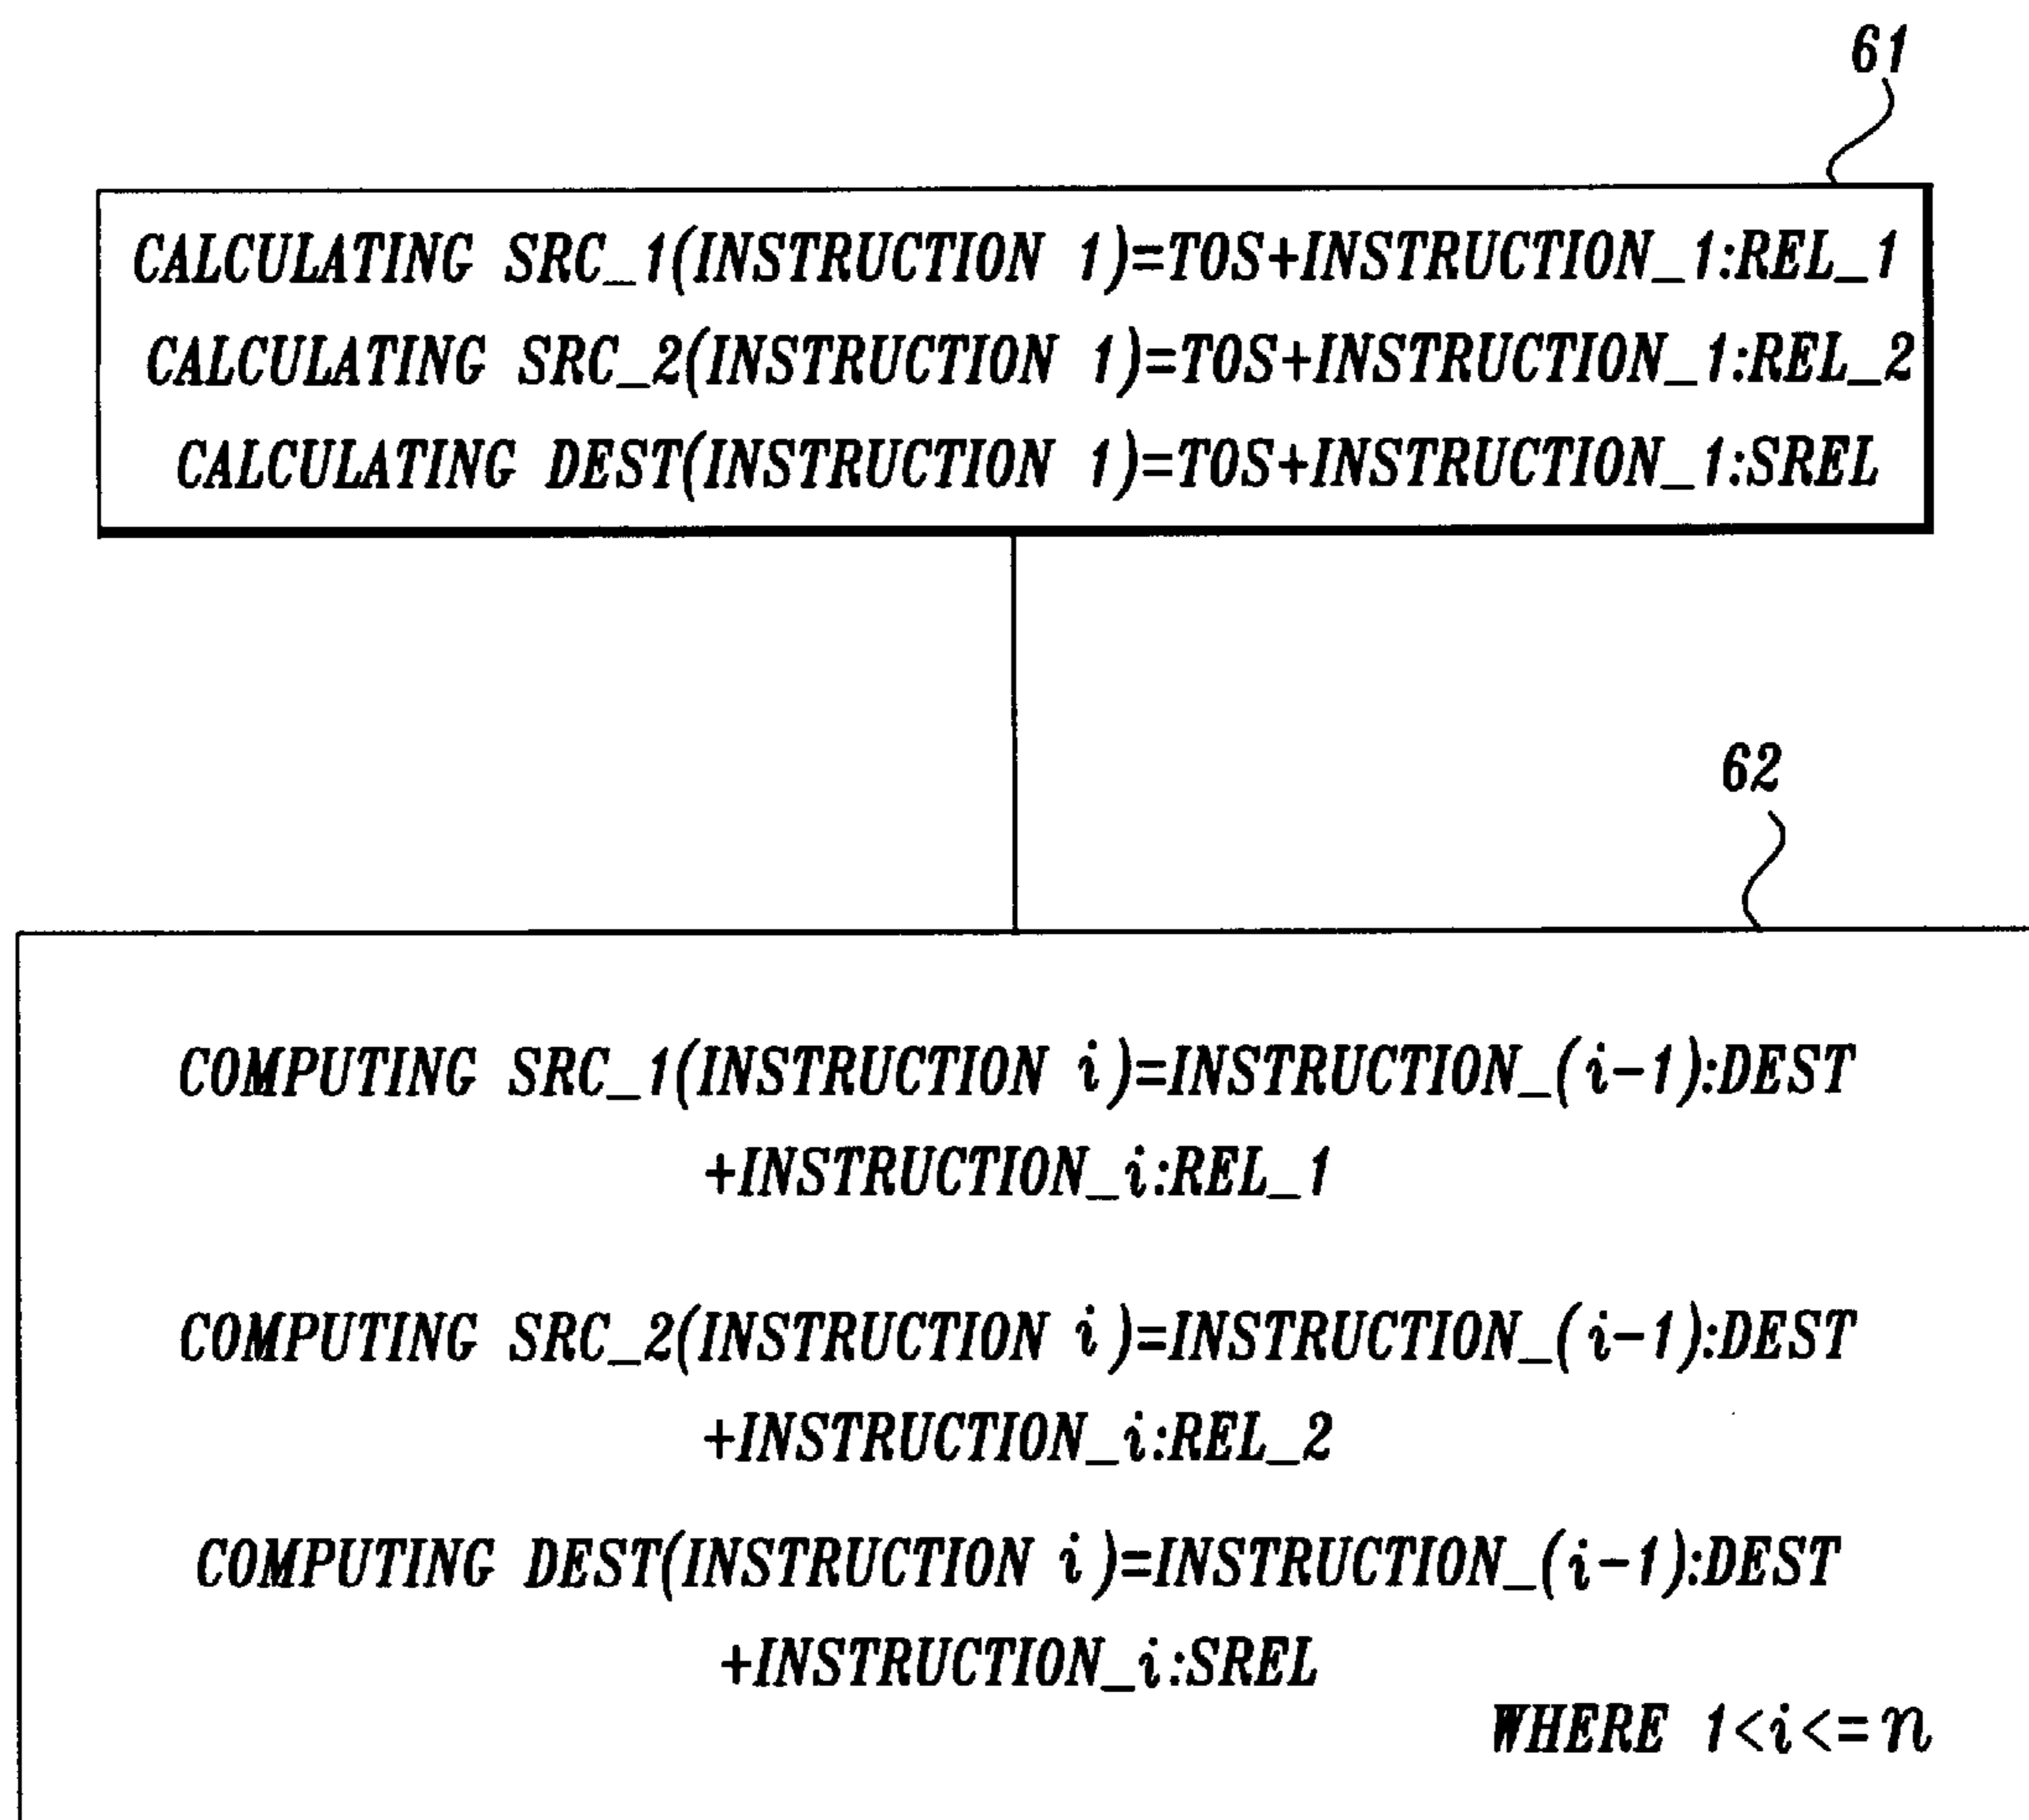 61
CALCULATING SRC_1(INSTRUCTION 1)=TOS+INSTRUCTION_1:REL_1
CALCULATING SRC_2(INSTRUCTION 1)=TOS+INSTRUCTION_1:REL_2
CALCULATING DEST(INSTRUCTION 1)=TOS+INSTRUCTION_1:SREL
62
COMPUTING SRC_1(INSTRUCTION i)=INSTRUCTION_(i-1):DEST
+INSTRUCTION_i:REL_1
COMPUTING SRC_2(INSTRUCTION i)=INSTRUCTION_(i-1):DEST
+INSTRUCTION_i:REL_2
COMPUTING DEST(INSTRUCTION i)=INSTRUCTION_(i-1):DEST
+INSTRUCTION_i:SREL
WHERE 1<i<=n